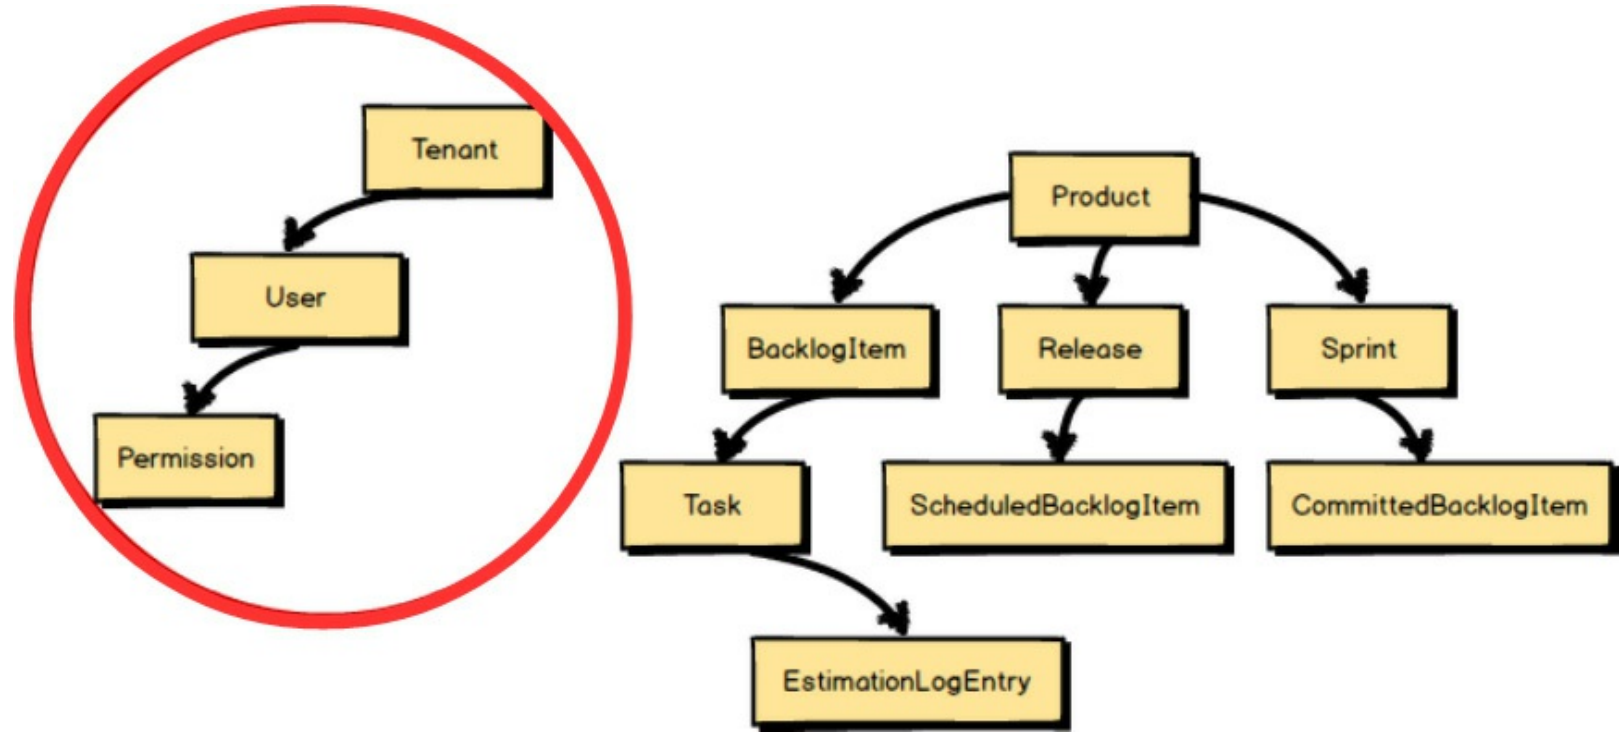 Tenant
User
Permission
Product
BacklogItem
Release
Sprint
Task
ScheduledBacklogItem
CommittedBacklogItem
EstimationLogEntry